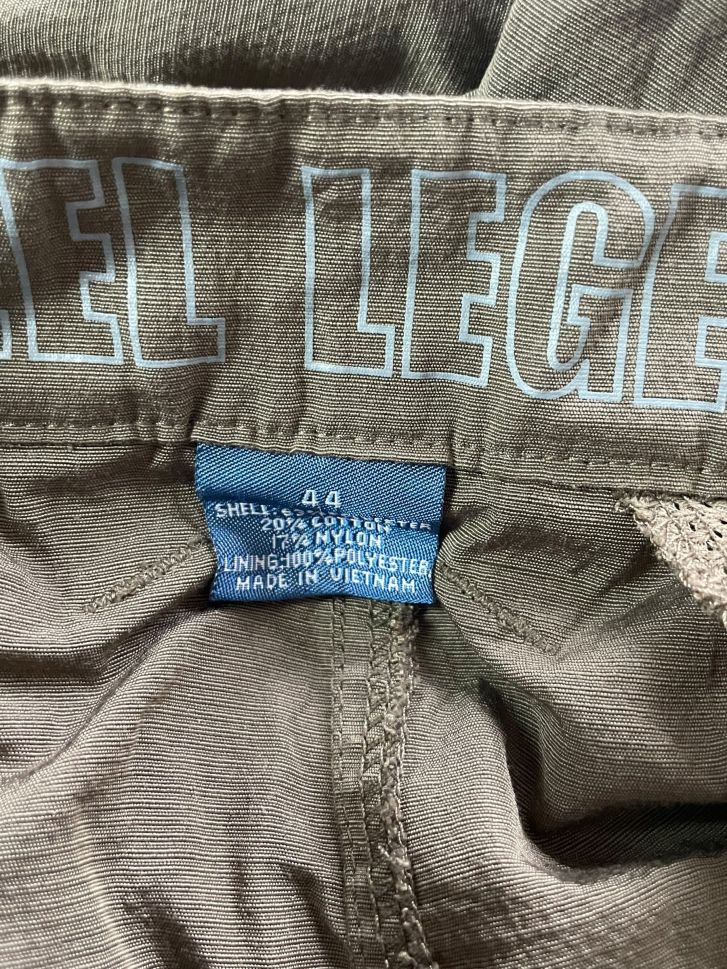 EL LEGE
44
SHELL:
20% COTTON
17% NYLON
LINING:100%POLYESTER
MADE IN VIETNAM